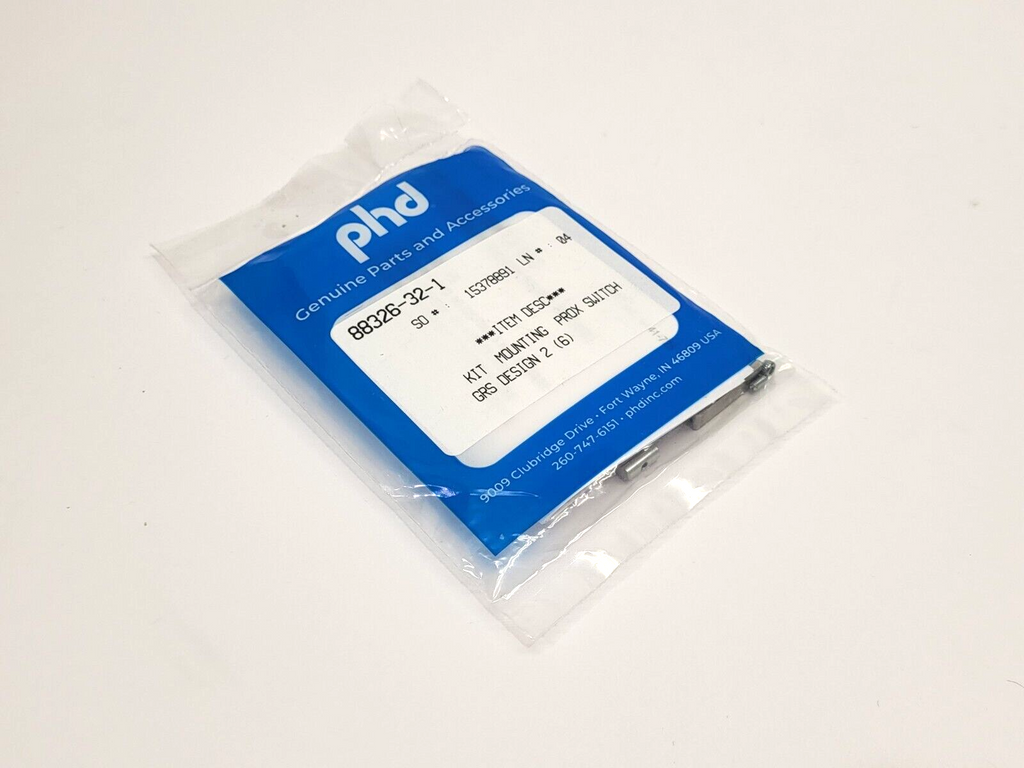 phd
Genuine Parts and Accessories
88326-32-1
SO # : 15378891 LN # : 04
***ITEM DESC***
KIT MOUNTING PROX SWITCH
GRS DESIGN 2 (6)
9009 Clubridge Drive · Fort Wayne, IN 46809 USA
260-747-6151 · phdinc.com